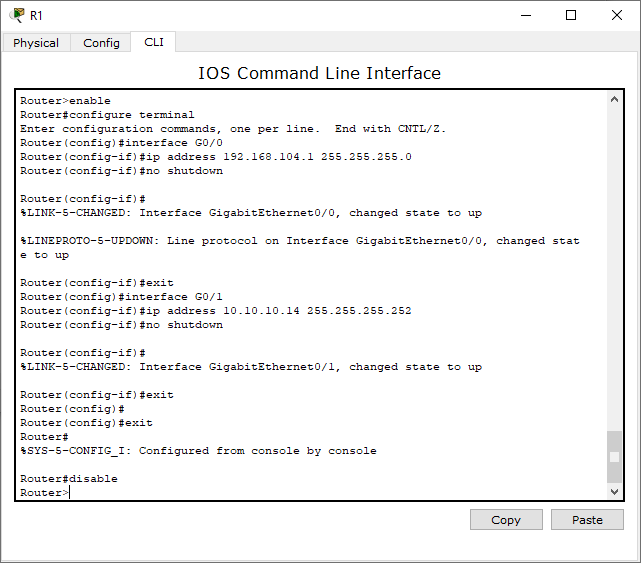 R1
Physical Config CLI
IOS Command Line Interface
Router>enable
Router#configure terminal
Enter configuration commands, one per line.  End with CNTL/Z.
Router(config)#interface G0/0
Router(config-if)#ip address 192.168.104.1 255.255.255.0
Router(config-if)#no shutdown
Router(config-if)#
%LINK-5-CHANGED: Interface GigabitEthernet0/0, changed state to up
%LINEPROTO-5-UPDOWN: Line protocol on Interface GigabitEthernet0/0, changed stat
e to up
Router(config-if)#exit
Router(config)#interface G0/1
Router(config-if)#ip address 10.10.10.14 255.255.255.252
Router(config-if)#no shutdown
Router(config-if)#
%LINK-5-CHANGED: Interface GigabitEthernet0/1, changed state to up
Router(config-if)#exit
Router(config)#
Router(config)#exit
Router#
%SYS-5-CONFIG_I: Configured from console by console
Router#disable
Router>
Copy Paste